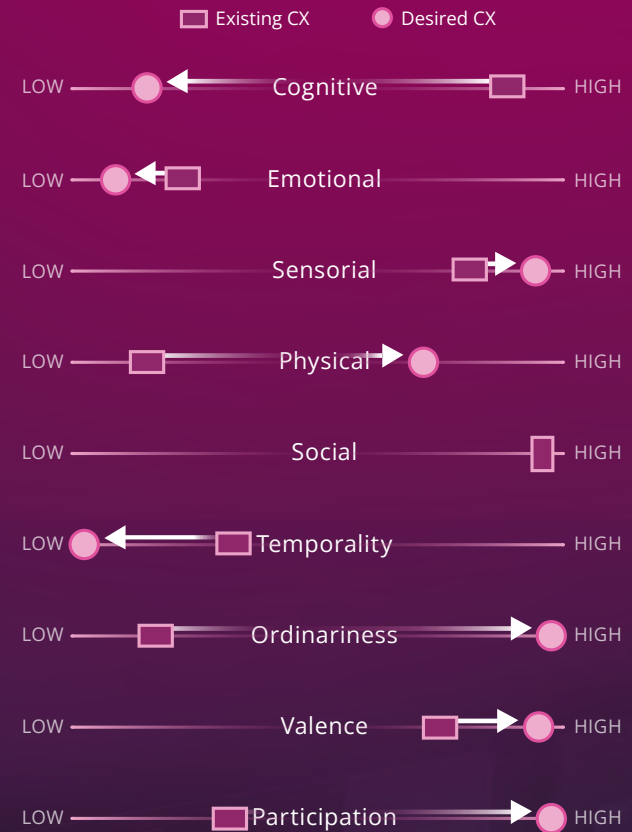 Existing CX Desired CX
LOW Cognitive HIGH
LOW Emotional HIGH
LOW Sensorial HIGH
LOW Physical HIGH
LOW Social HIGH
LOW Temporality HIGH
LOW Ordinariness HIGH
LOW Valence HIGH
LOW Participation HIGH